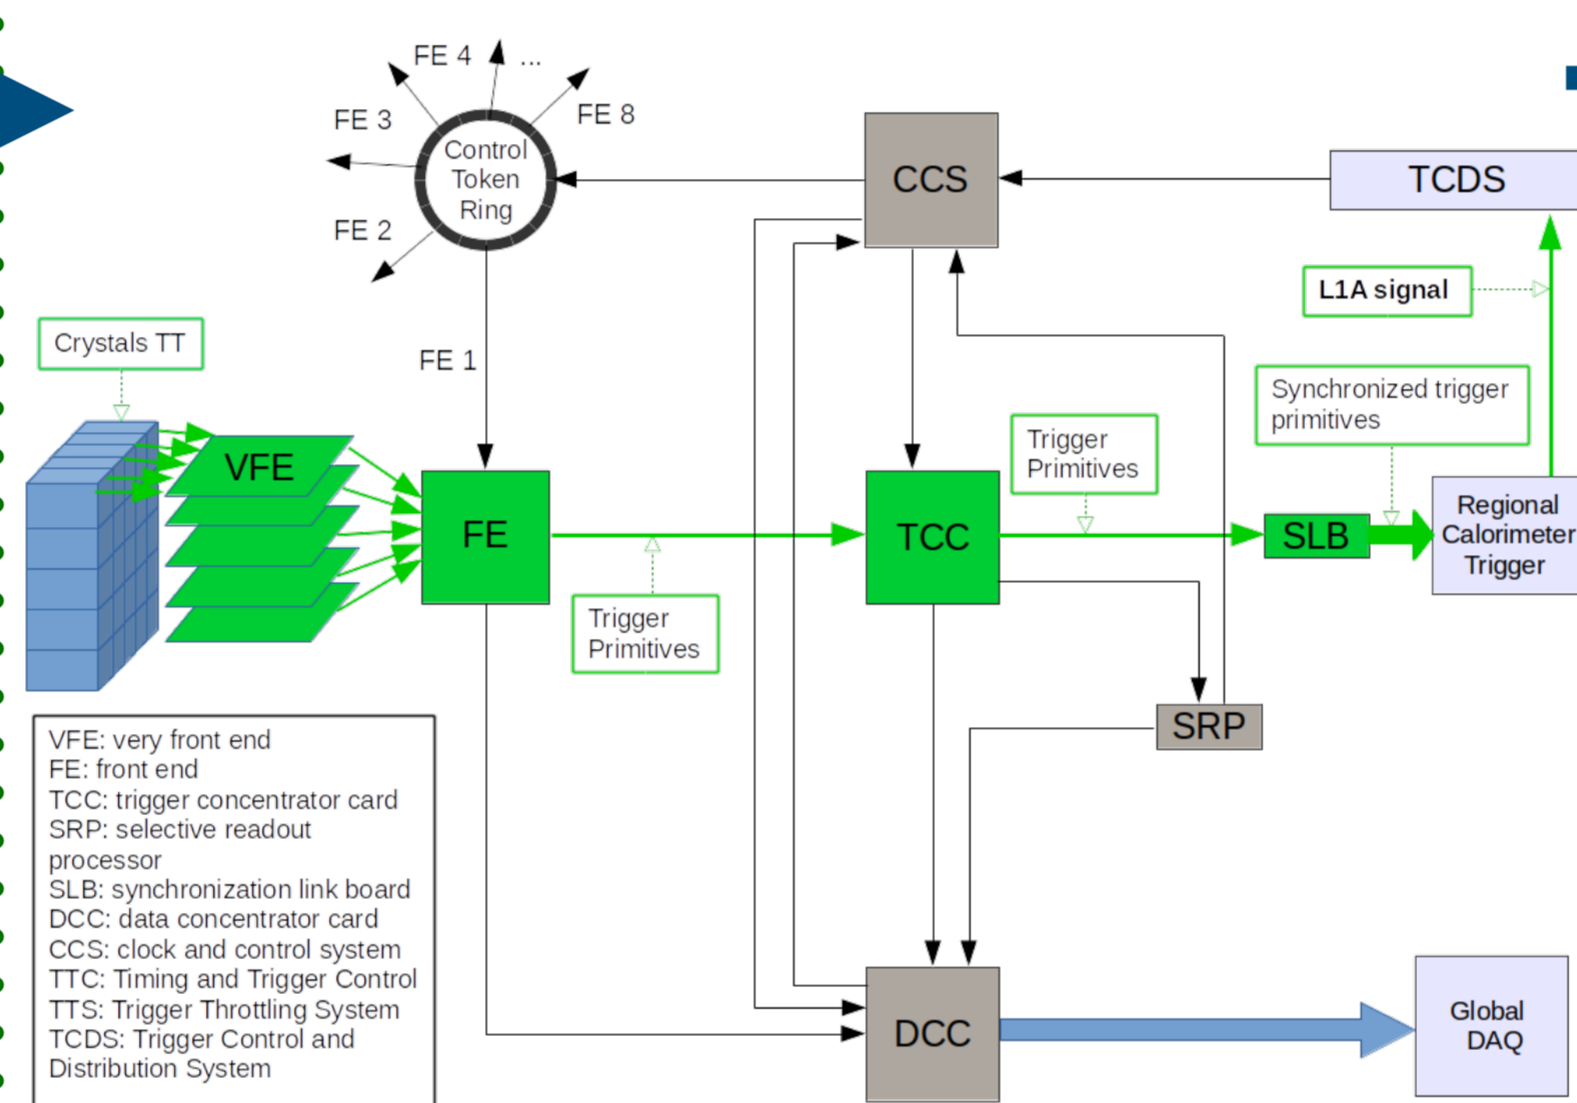 FE 4
...
FE 3
FE 8
Control
Token
Ring
FE 2
CCS
TCDS
L1A signal
Crystals TT
FE 1
Synchronized trigger
primitives
Trigger
Primitives
VFE
FE
TCC
SLB
Regional
Calorimeter
Trigger
Trigger
Primitives
SRP
VFE: very front end
FE: front end
TCC: trigger concentrator card
SRP: selective readout
processor
SLB: synchronization link board
DCC: data concentrator card
CCS: clock and control system
TTC: Timing and Trigger Control
TTS: Trigger Throttling System
TCDS: Trigger Control and
Distribution System
DCC
Global
DAQ